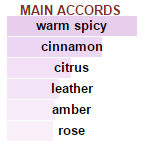 MAIN ACCORDS
warm spicy
cinnamon
citrus
leather
amber
rose